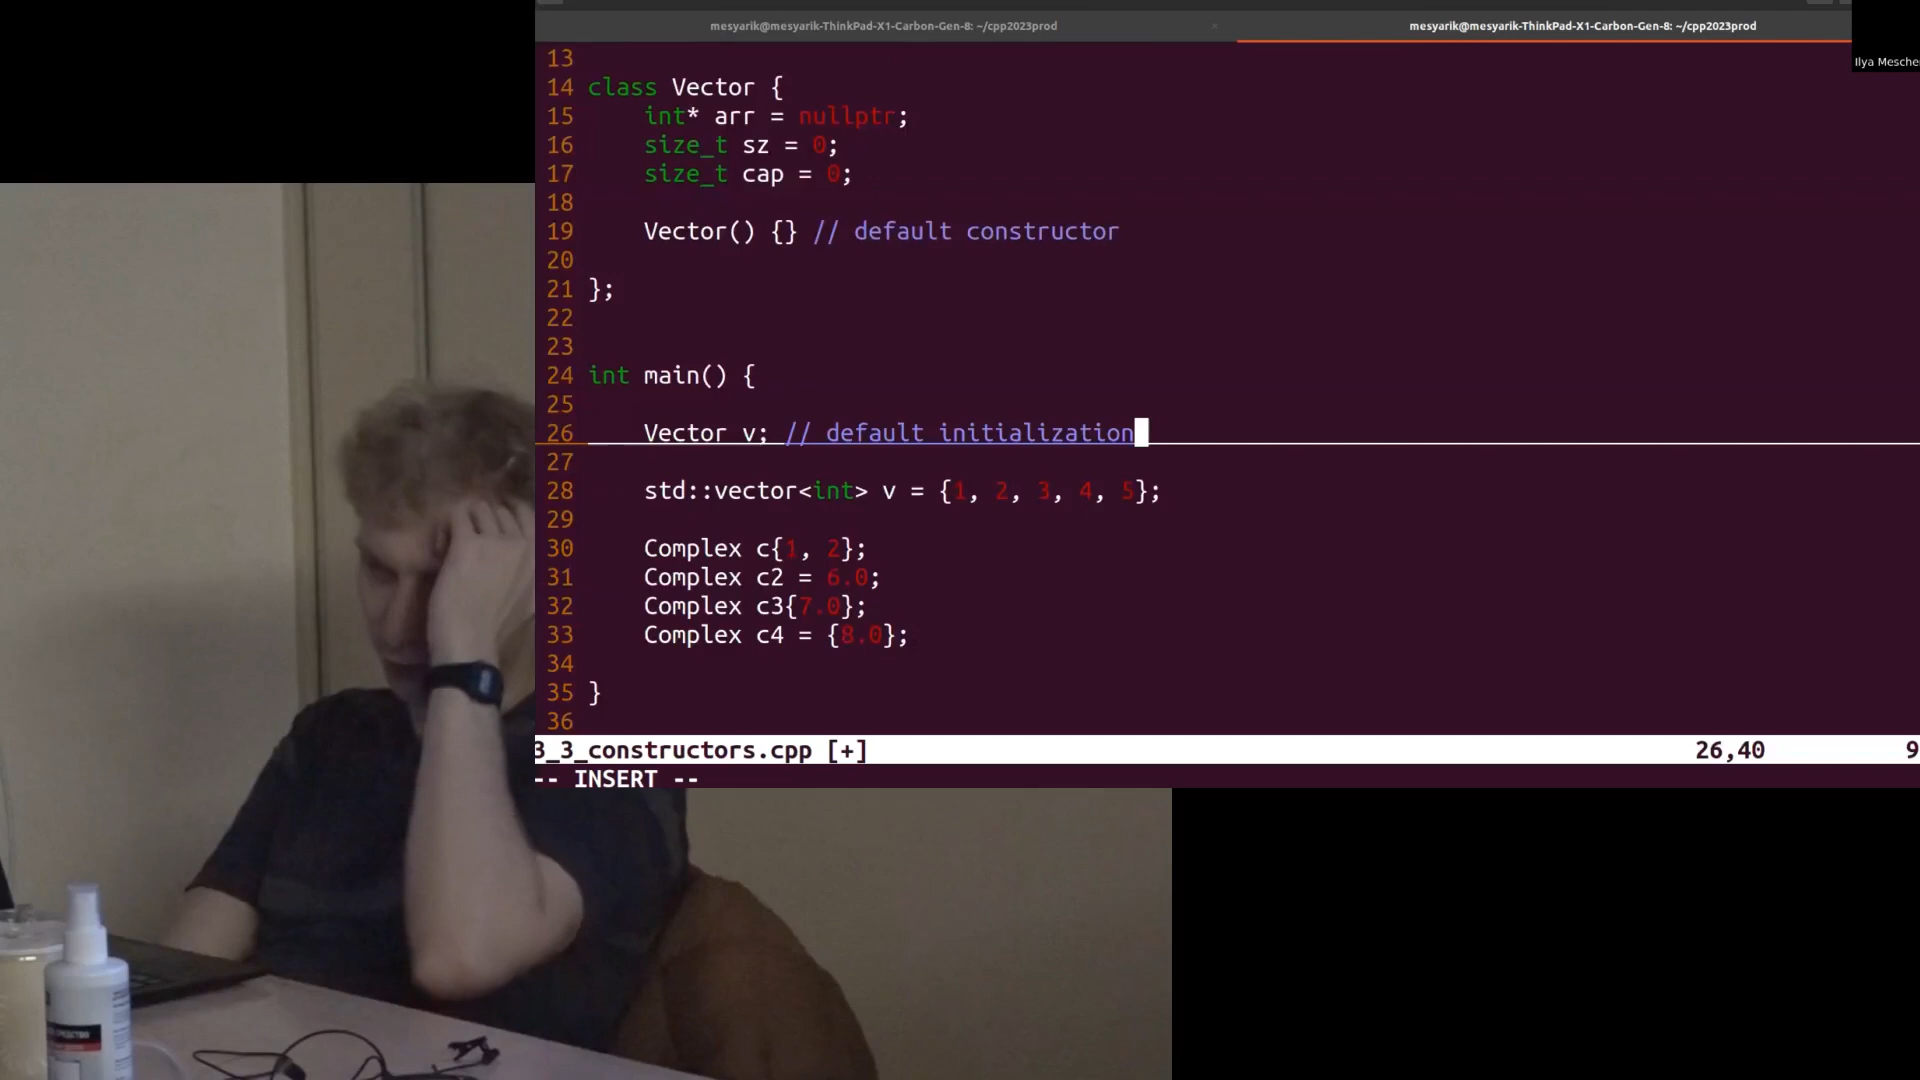 mesyarik@mesyarik-ThinkPad-X1-Carbon-Gen-8: ~/cpp2023prod × mesyarik@mesyarik-ThinkPad-X1-Carbon-Gen-8: ~/cpp2023prod
Ilya Mesche
13
14 class Vector {
15     int* arr = nullptr;
16     size_t sz = 0;
17     size_t cap = 0;
18
19     Vector() {} // default constructor
20
21 };
22
23
24 int main() {
25
26     Vector v; // default initialization
27
28     std::vector<int> v = {1, 2, 3, 4, 5};
29
30     Complex c{1, 2};
31     Complex c2 = 6.0;
32     Complex c3{7.0};
33     Complex c4 = {8.0};
34
35 }
36
3_3_constructors.cpp [+] 26,40 9
-- INSERT --